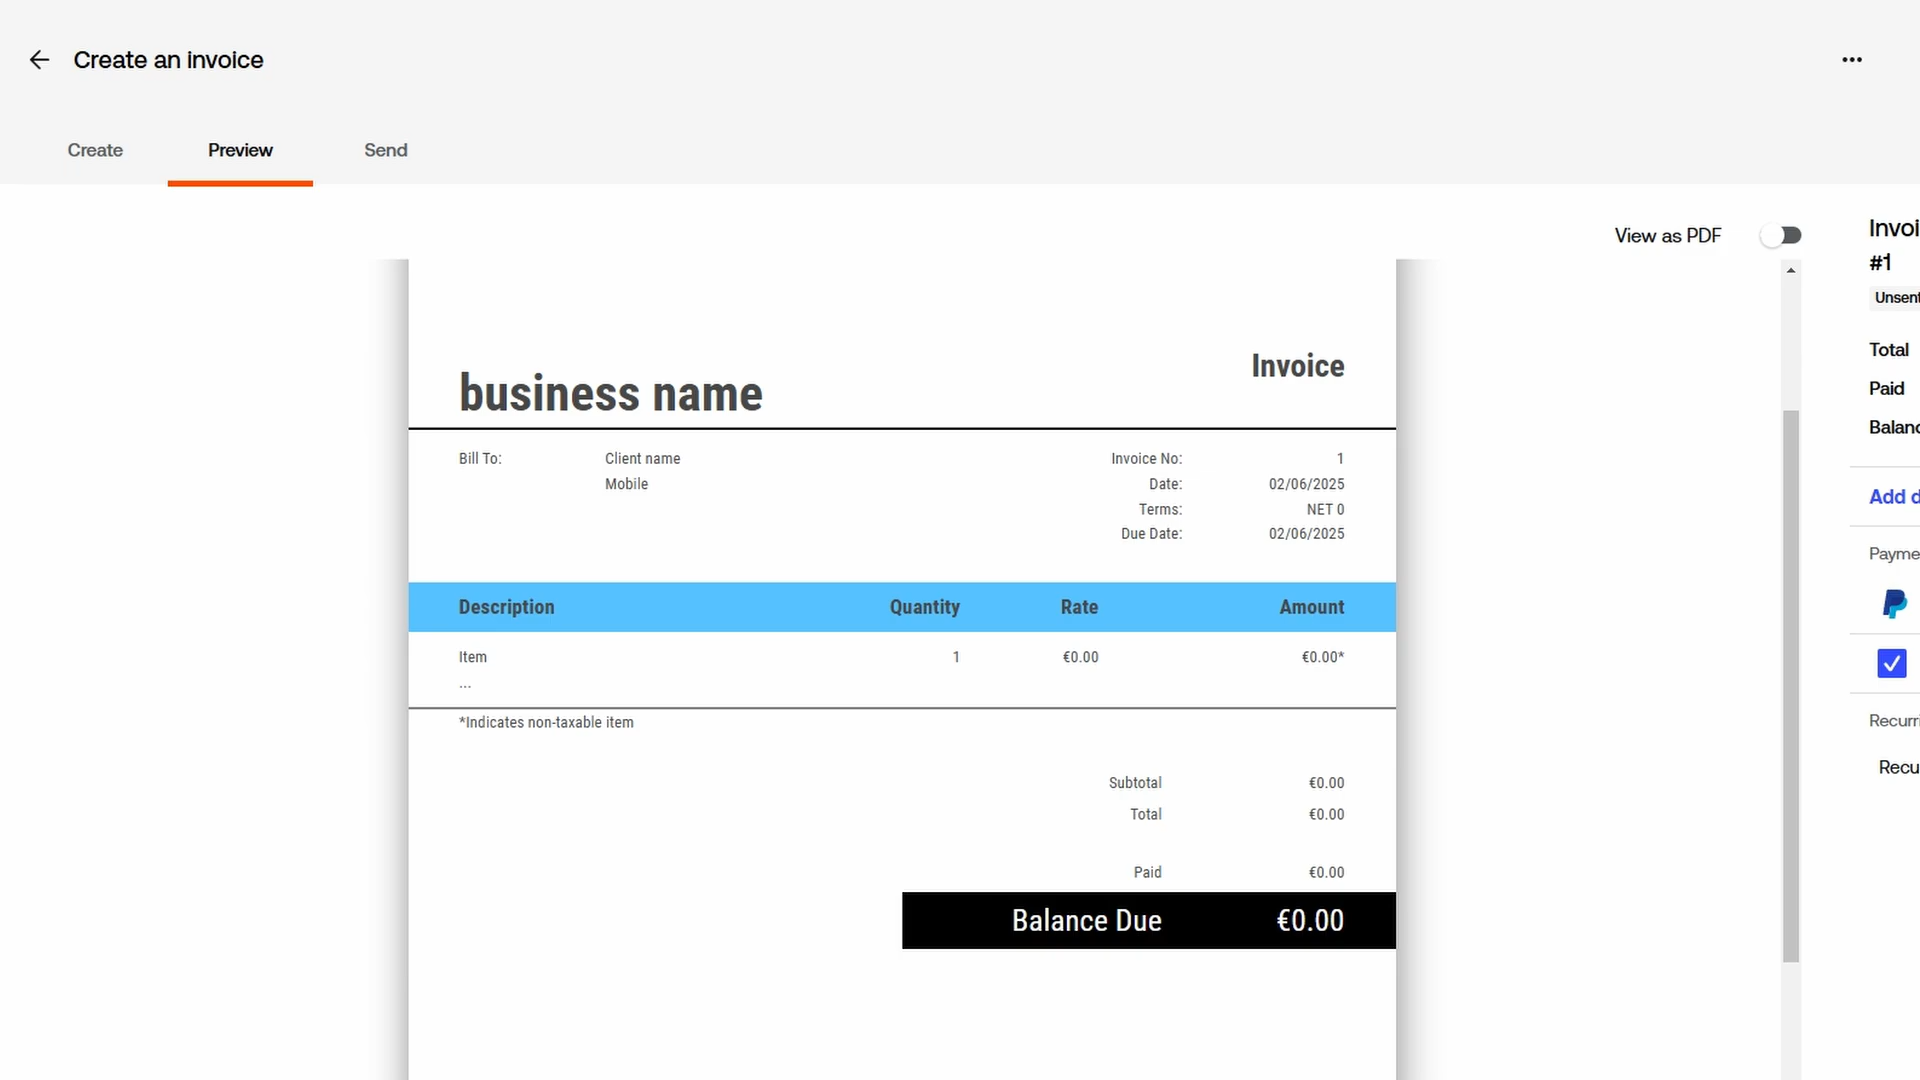 Create an invoice
Create Preview Send
View as PDF
Invoi
#1
Unsent
Total
Paid
Balanc
Add d
Payme
Recurri
Recu
Invoice
business name
Bill To: Client name
Mobile
Invoice No: 1
Date: 02/06/2025
Terms: NET 0
Due Date: 02/06/2025
Description Quantity Rate Amount
Item 1 €0.00 €0.00*
...
*Indicates non-taxable item
Subtotal €0.00
Total €0.00
Paid €0.00
Balance Due €0.00